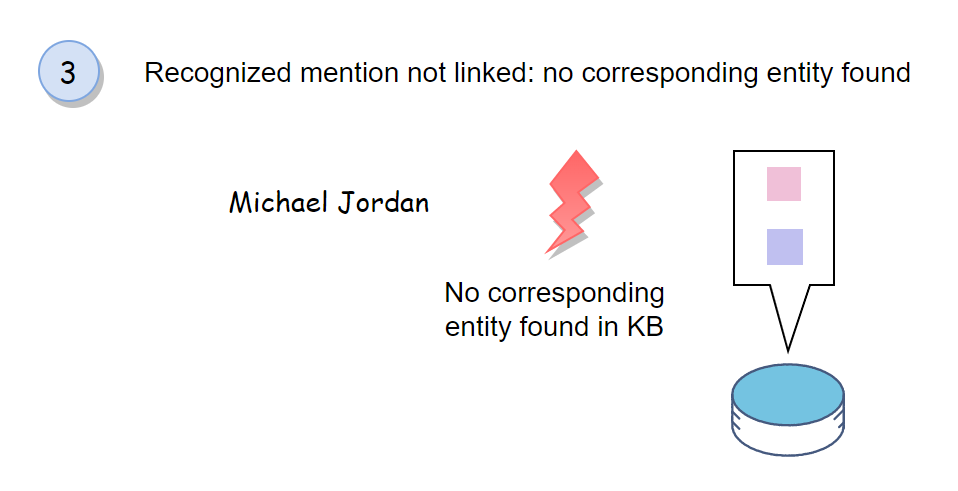 3
Recognized mention not linked: no corresponding entity found
Michael Jordan
No corresponding
entity found in KB